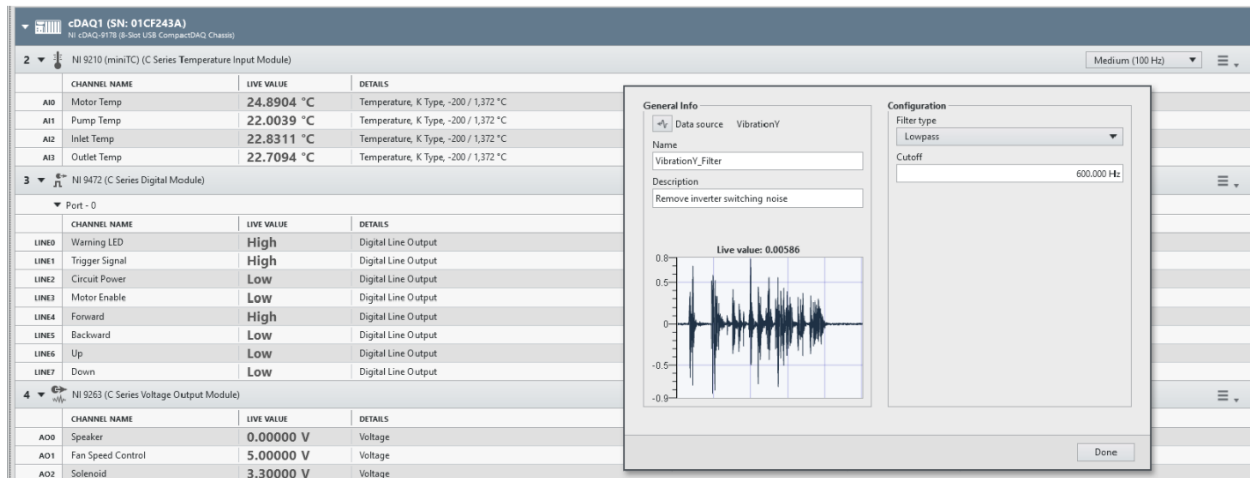 cDAQ1 (SN: 01CF243A)
NI cDAQ-9178 (8-Slot USB CompactDAQ Chassis)
2 NI 9210 (miniTC) (C Series Temperature Input Module) Medium (100 Hz)
CHANNEL NAME LIVE VALUE DETAILS
AI0 Motor Temp 24.8904 °C Temperature, K Type, -200 / 1,372 °C
AI1 Pump Temp 22.0039 °C Temperature, K Type, -200 / 1,372 °C
AI2 Inlet Temp 22.8311 °C Temperature, K Type, -200 / 1,372 °C
AI3 Outlet Temp 22.7094 °C Temperature, K Type, -200 / 1,372 °C
3 NI 9472 (C Series Digital Module)
Port - 0
CHANNEL NAME LIVE VALUE DETAILS
LINE0 Warning LED High Digital Line Output
LINE1 Trigger Signal High Digital Line Output
LINE2 Circuit Power Low Digital Line Output
LINE3 Motor Enable Low Digital Line Output
LINE4 Forward High Digital Line Output
LINE5 Backward Low Digital Line Output
LINE6 Up Low Digital Line Output
LINE7 Down Low Digital Line Output
4 NI 9263 (C Series Voltage Output Module)
CHANNEL NAME LIVE VALUE DETAILS
AO0 Speaker 0.00000 V Voltage
AO1 Fan Speed Control 5.00000 V Voltage
AO2 Solenoid 3.30000 V Voltage
General Info
Data source VibrationY
Name
VibrationY_Filter
Description
Remove inverter switching noise
Live value: 0.00586
0.8
0.5
0
-0.5
-0.9
Configuration
Filter type
Lowpass
Cutoff
600.000 Hz
Done